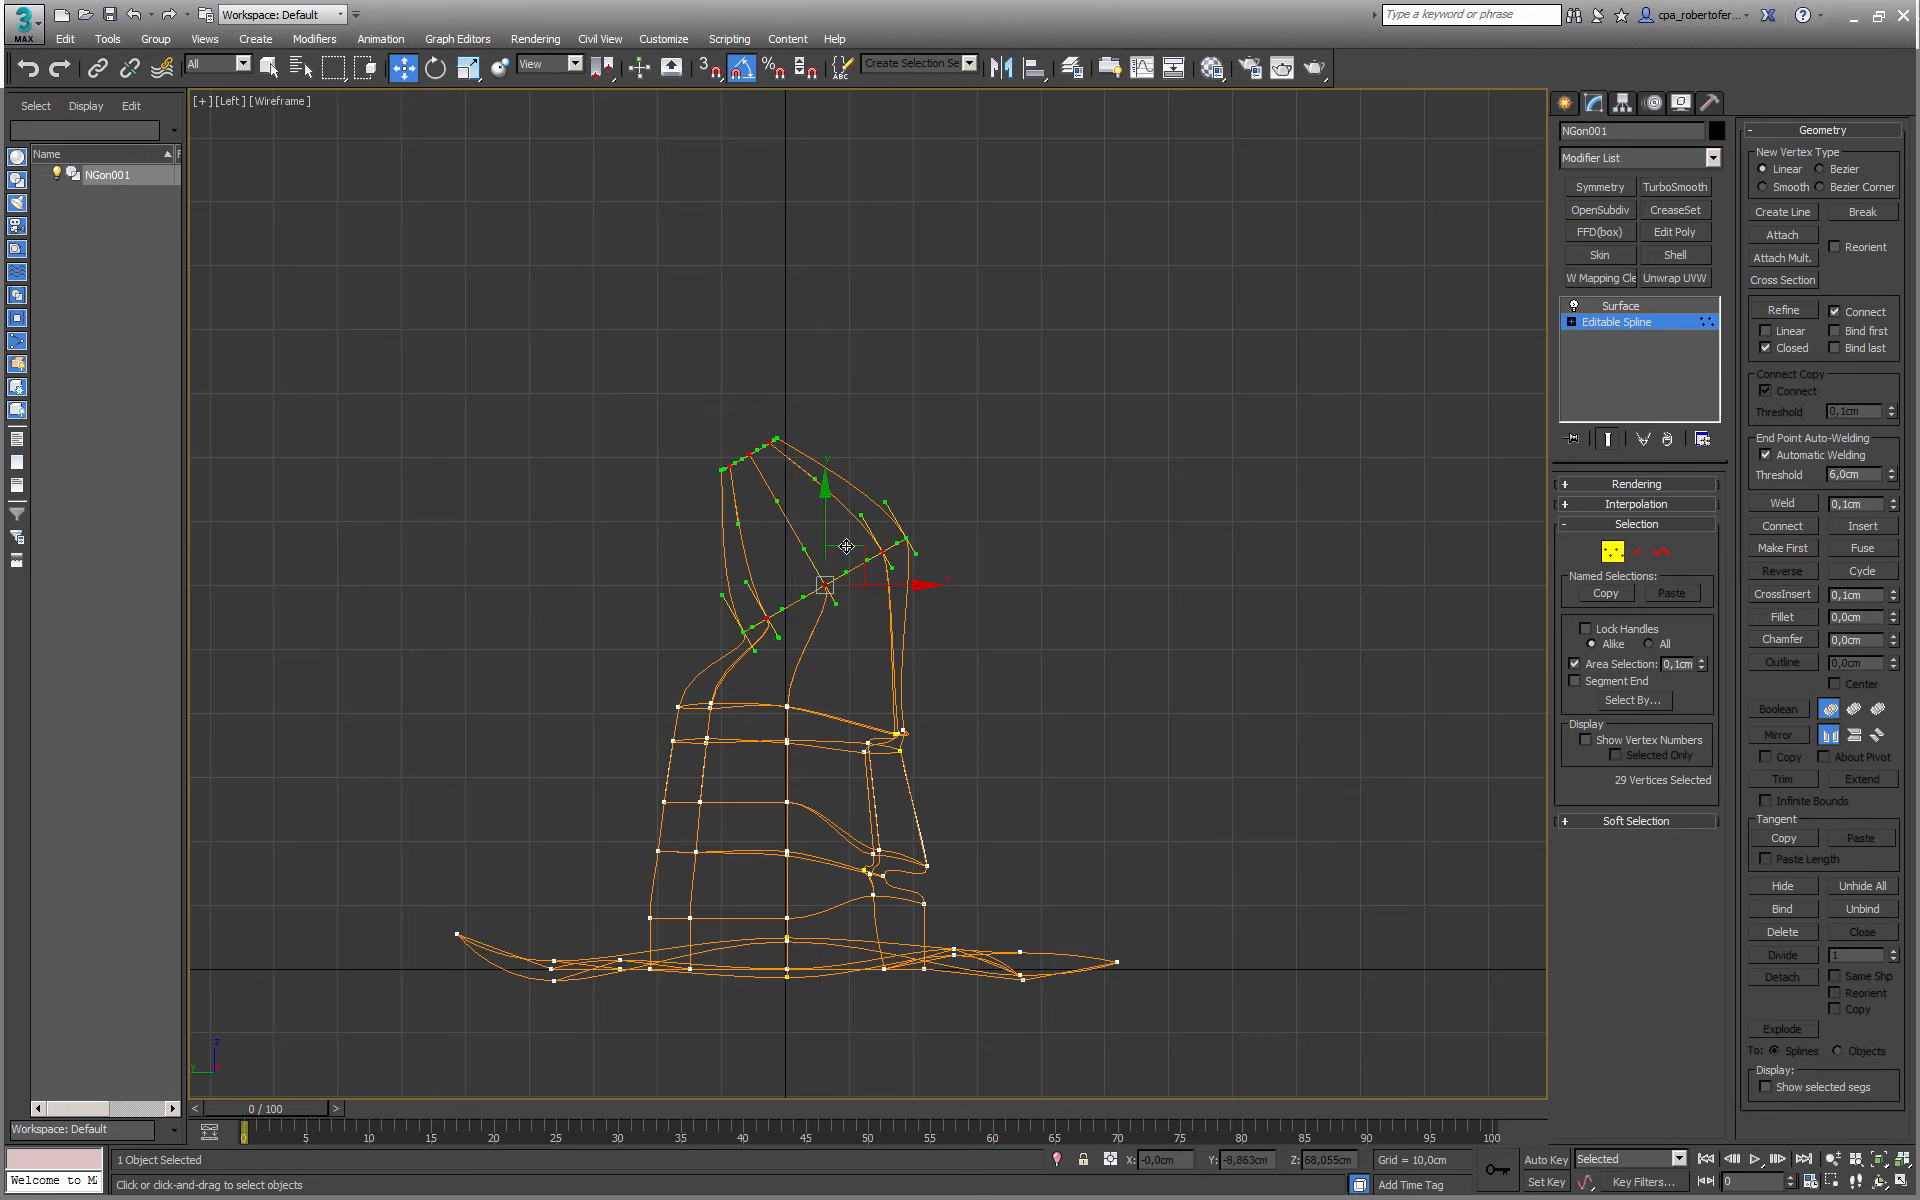 3 MAX
Workspace: Default
Type a keyword or phrase
cpa_robertofer...
Edit Tools Group Views Create Modifiers Animation Graph Editors Rendering Civil View Customize Scripting Content Help
All
View
3
ABC
Create Selection Se
Select Display Edit
Name
NGon001
[+] [Left] [Wireframe]
y
x
z
y
NGon001
Modifier List
Symmetry TurboSmooth
OpenSubdiv CreaseSet
FFD(box) Edit Poly
Skin Shell
W Mapping Cle Unwrap UVW
Surface
Editable Spline
+ Rendering
+ Interpolation
- Selection
Named Selections:
Copy Paste
Lock Handles
Alike All
Area Selection: 0,1cm
Segment End
Select By...
Display
Show Vertex Numbers
Selected Only
29 Vertices Selected
+ Soft Selection
- Geometry
New Vertex Type
Linear Bezier
Smooth Bezier Corner
Create Line Break
Attach
Reorient
Attach Mult.
Cross Section
Refine Connect
Linear Bind first
Closed Bind last
Connect Copy
Connect
Threshold 0,1cm
End Point Auto-Welding
Automatic Welding
Threshold 6,0cm
Weld 0,1cm
Connect Insert
Make First Fuse
Reverse Cycle
CrossInsert 0,1cm
Fillet 0,0cm
Chamfer 0,0cm
Outline 0,0cm
Center
Boolean
Mirror
Copy About Pivot
Trim Extend
Infinite Bounds
Tangent
Copy Paste
Paste Length
Hide Unhide All
Bind Unbind
Delete Close
Divide 1
Detach Same Shp
Reorient
Copy
Explode
To: Splines Objects
Display:
Show selected segs
< 0 / 100 >
Workspace: Default
0 5 10 15 20 25 30 35 40 45 50 55 60 65 70 75 80 85 90 95 100
1 Object Selected
X: -0,0cm Y: -8,863cm Z: 68,055cm Grid = 10,0cm
Auto Key Selected
Welcome to M
Click or click-and-drag to select objects
Add Time Tag
Set Key Key Filters... 0